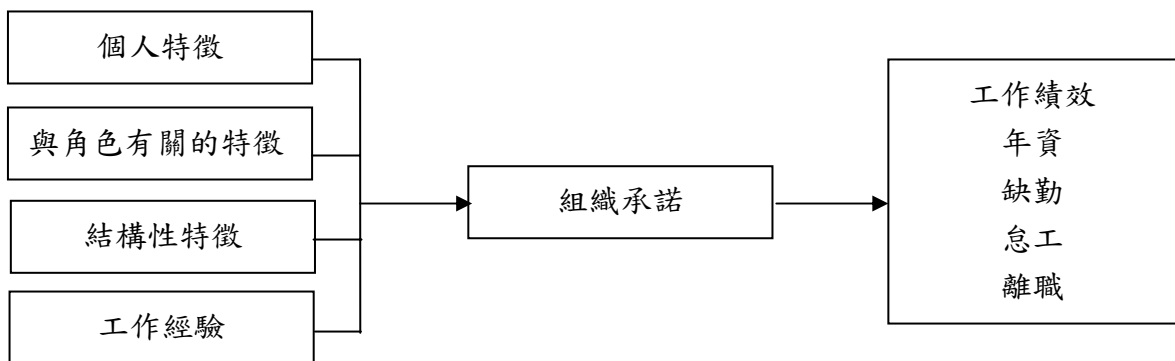 個人特徵
與角色有關的特徵
結構性特徵
工作經驗
組織承諾
工作績效
年資
缺勤
怠工
離職